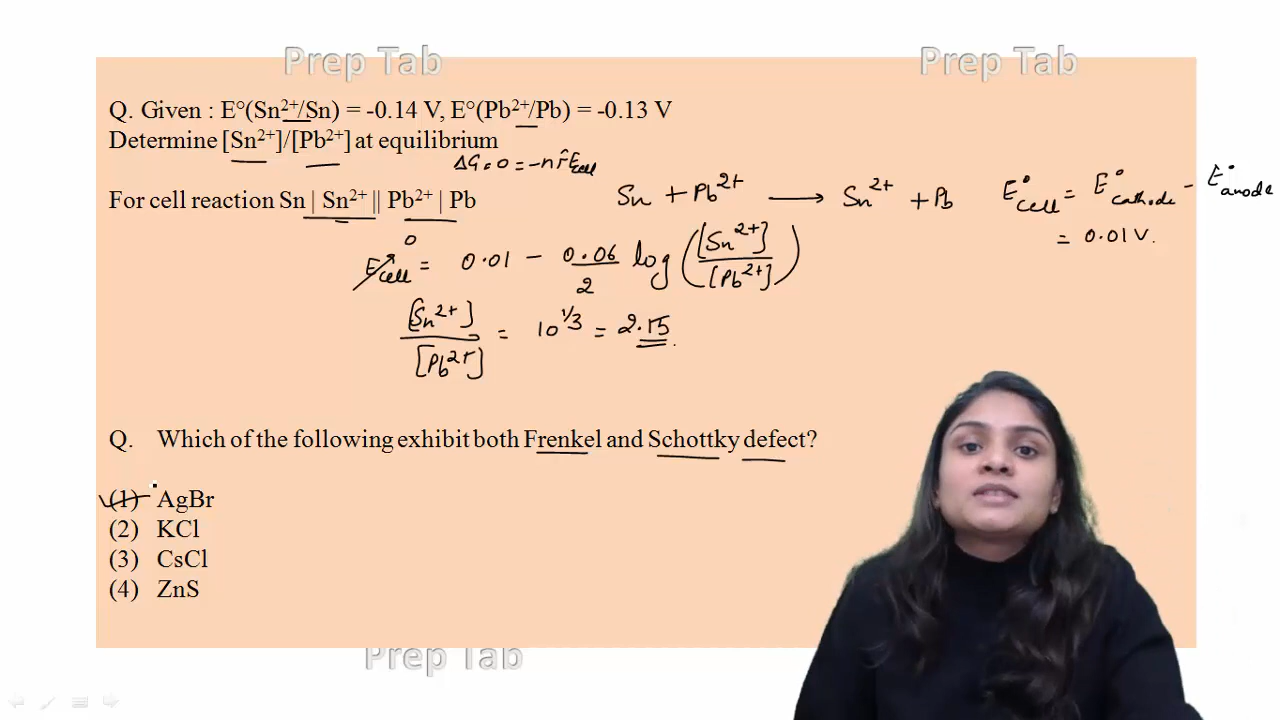 Prep Tab
Prep Tab
Q. Given : E°(Sn²⁺/Sn) = -0.14 V, E°(Pb²⁺/Pb) = -0.13 V
Determine [Sn²⁺]/[Pb²⁺] at equilibrium
ΔG = 0 = -nFE cell
For cell reaction Sn | Sn²⁺ || Pb²⁺ | Pb
Sn + Pb²⁺ → Sn²⁺ + Pb
E°cell = E°cathode - E°anode
= 0.01 V.
0
Ecell = 0.01 - 0.06/2 log ([Sn²⁺]/[Pb²⁺])
[Sn²⁺]/[Pb²⁺] = 10^1/3 = 2.15.
Q. Which of the following exhibit both Frenkel and Schottky defect?
(1) AgBr
(2) KCl
(3) CsCl
(4) ZnS
Prep Tab